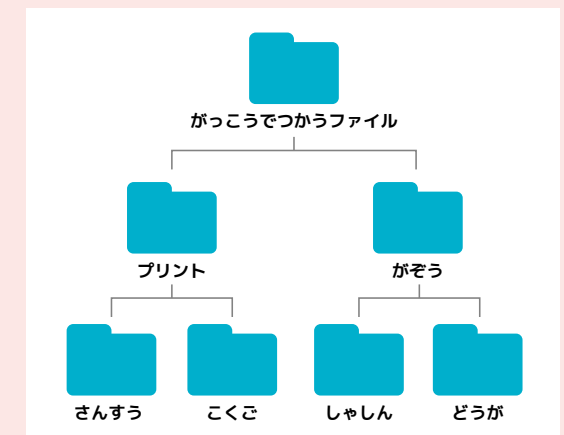 がっこうでつかうファイル
プリント
がぞう
さんすう
こくご
しゃしん
どうが